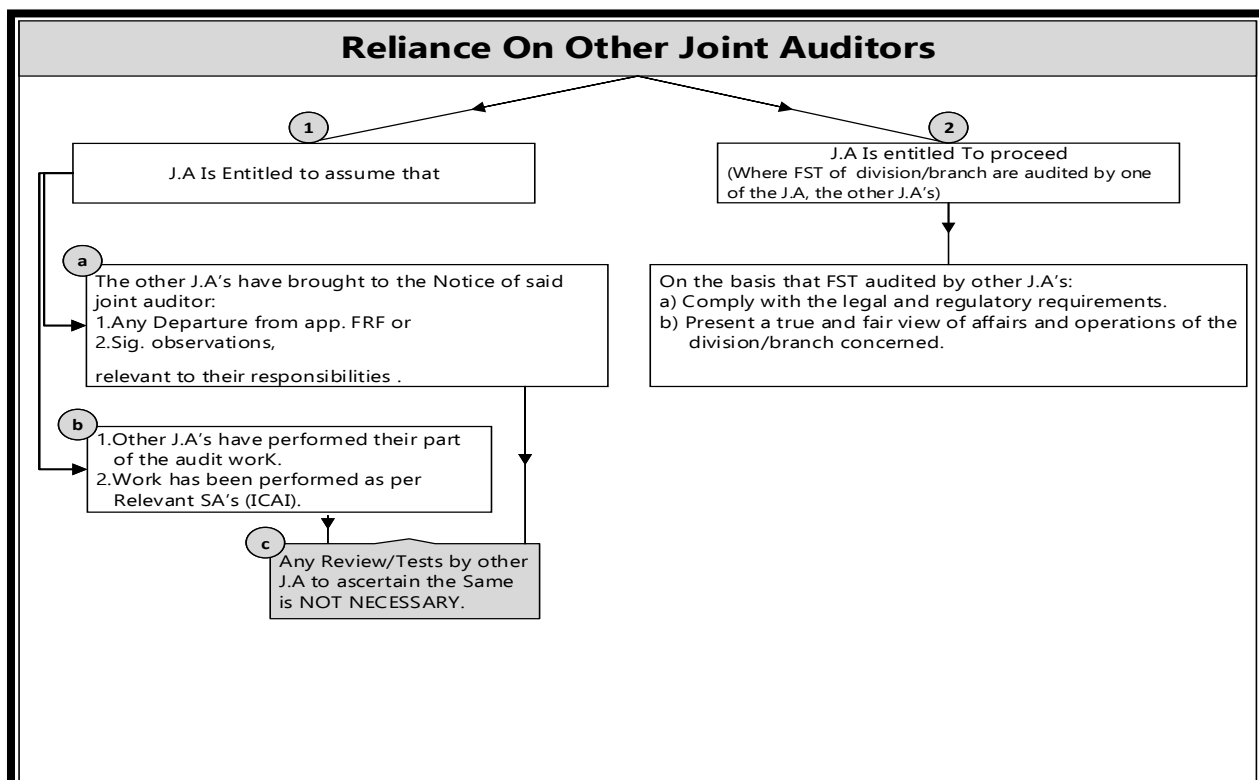 Reliance On Other Joint Auditors
1
J.A Is Entitled to assume that
a
The other J.A's have brought to the Notice of said
joint auditor:
1.Any Departure from app. FRF or
2.Sig. observations,
relevant to their responsibilities .
b
1.Other J.A's have performed their part
of the audit worK.
2.Work has been performed as per
Relevant SA's (ICAI).
c
Any Review/Tests by other
J.A to ascertain the Same
is NOT NECESSARY.
2
J.A Is entitled To proceed
(Where FST of division/branch are audited by one
of the J.A, the other J.A's)
On the basis that FST audited by other J.A's:
a) Comply with the legal and regulatory requirements.
b) Present a true and fair view of affairs and operations of the
division/branch concerned.